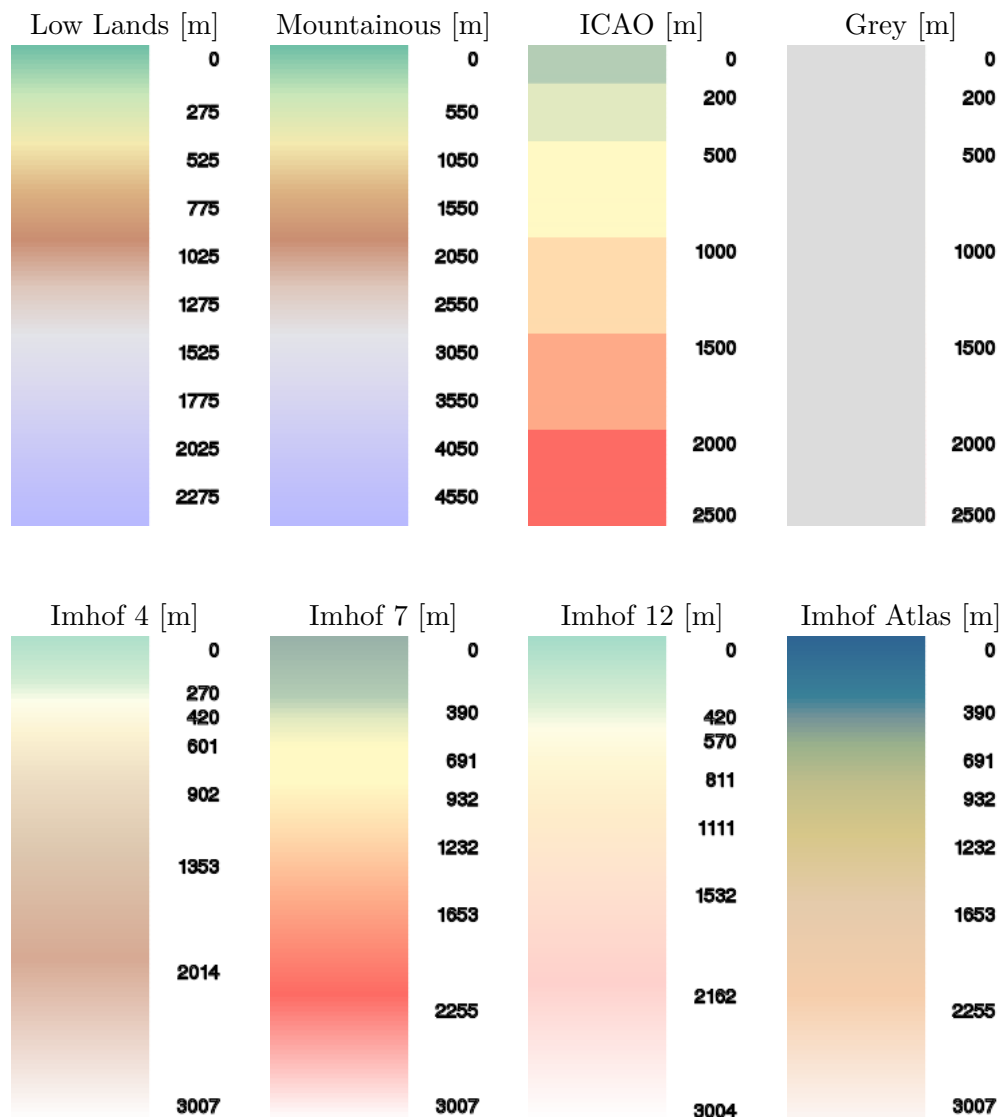 Low Lands [m] Mountainous [m] ICAO [m] Grey [m]
0 0 0 0
275 550 200 200
525 1050 500 500
775 1550
1025 2050 1000 1000
1275 2550
1525 3050 1500 1500
1775 3550
2025 4050 2000 2000
2275 4550
2500 2500
Imhof 4 [m] Imhof 7 [m] Imhof 12 [m] Imhof Atlas [m]
0 0 0 0
270
420 390 420 390
601 570
691 811 691
902 932 932
1232 1111 1232
1353
1653 1532 1653
2014 2162
2255 2255
3007 3007 3004 3007